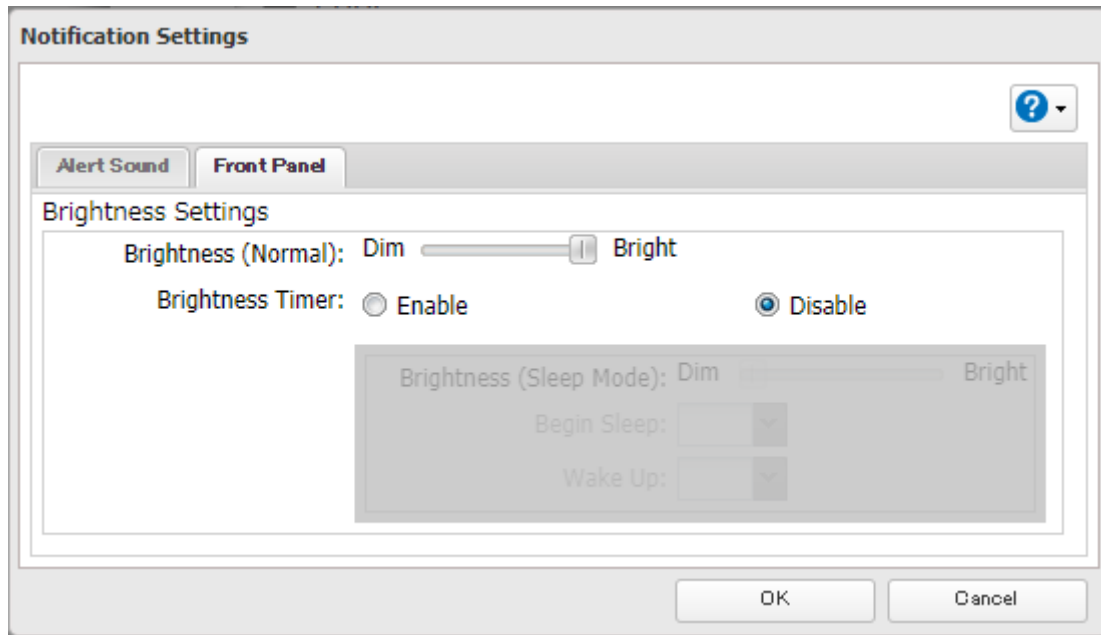 Notification Settings
Alert Sound Front Panel
Brightness Settings
Brightness (Normal): Dim Bright
Brightness Timer: Enable Disable
Brightness (Sleep Mode): Dim Bright
Begin Sleep:
Wake Up:
OK Cancel